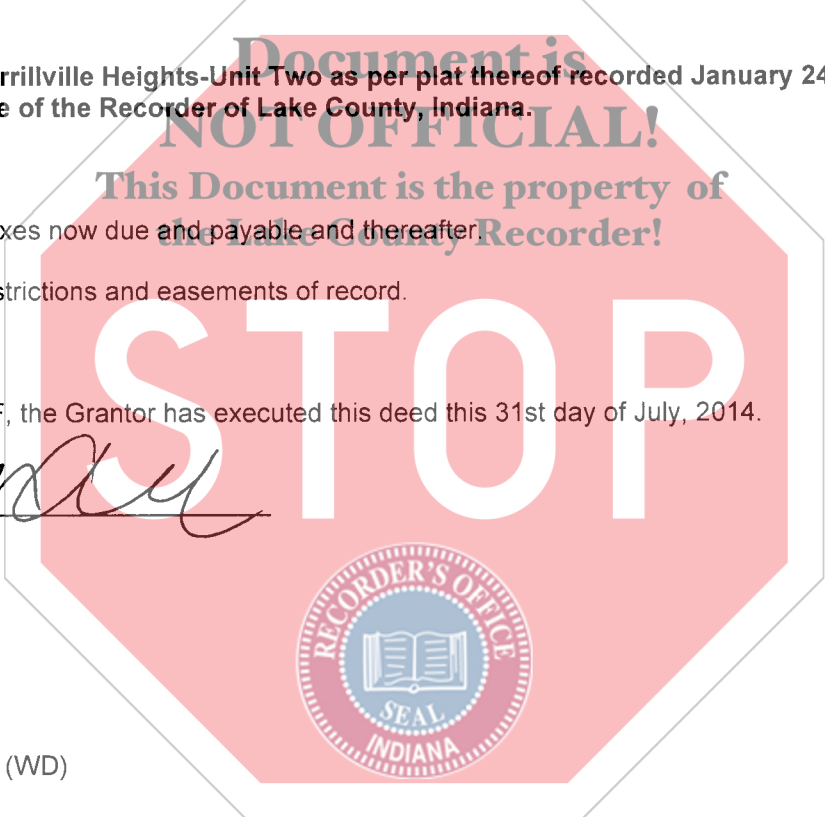 Document is
rrillville Heights-Unit Two as per plat thereof recorded January 24
e of the Recorder of Lake County, Indiana.
NOT OFFICIAL!
This Document is the property of
xes now due and payable and thereafter.
the Lake County Recorder!
strictions and easements of record.
STOP
, the Grantor has executed this deed this 31st day of July, 2014.
RECORDER'S OFFICE
SEAL
INDIANA
(WD)